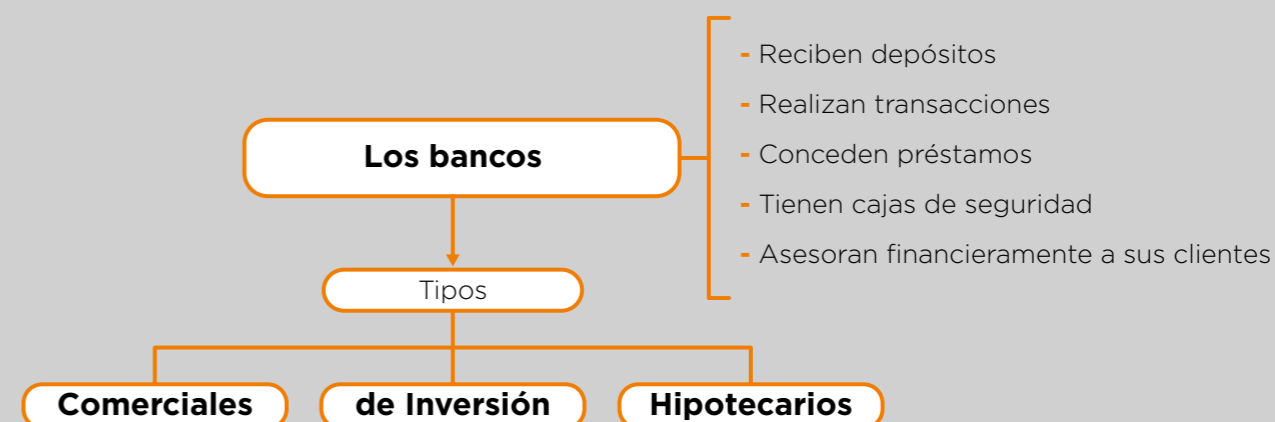 Los bancos
- Reciben depósitos
- Realizan transacciones
- Conceden préstamos
- Tienen cajas de seguridad
- Asesoran financieramente a sus clientes
Tipos
Comerciales
de Inversión
Hipotecarios